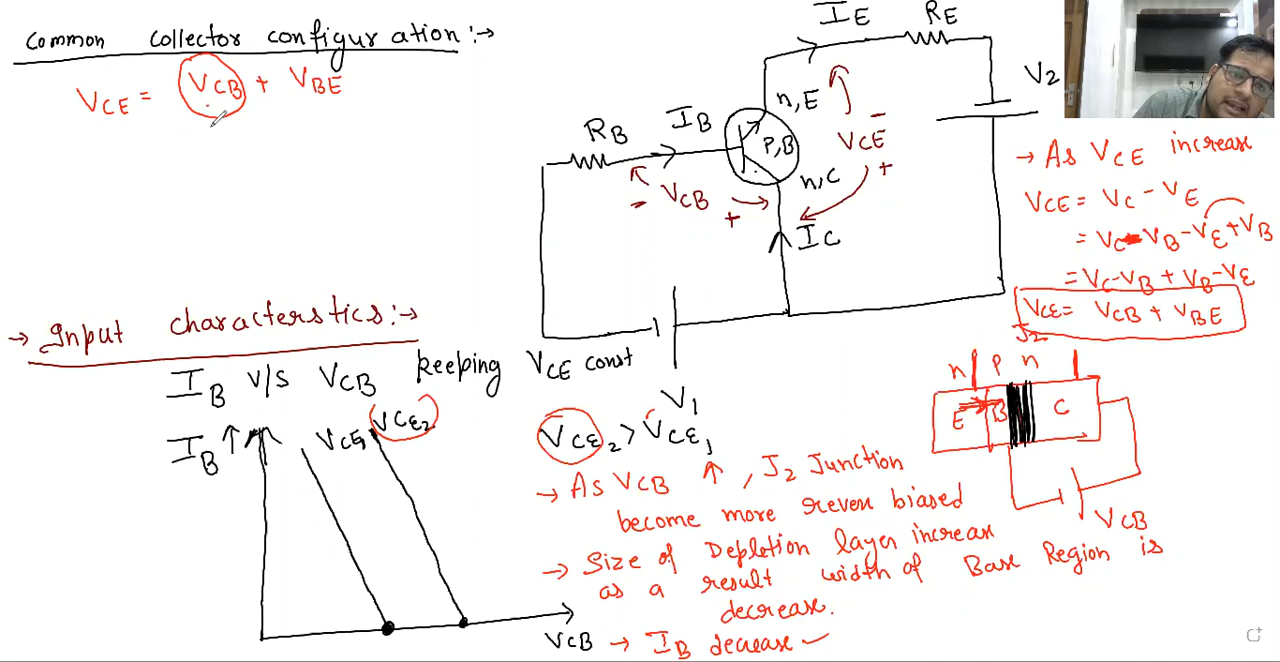 Common Collector configuration :→
VCE = VCB + VBE
IE
RE
V2
n,E
RB
IB
P,B
VCE
-
+
n,C
VCB
-
+
IC
V1
→ As VCE increase
VCE = VC - VE
= VC - VB - VE + VB
= VC-VB + VB-VE
VCE = VCB + VBE
J2
n P n
E B C
VCB
→ Input characterstics :→
IB V/S VCB keeping VCE const
IB ↑
VCE1
VCE2
VCB
VCE2 > VCE1
→ As VCB ↑ , J2 Junction
become more reven biased
→ Size of Depletion layer increase
as a result width of Base Region is
decrease.
→ IB decrease